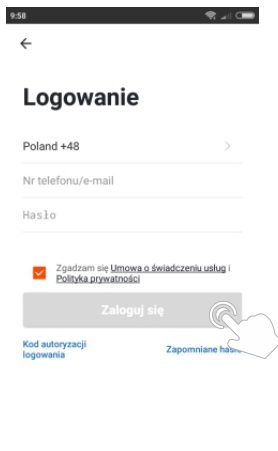 9:58
Logowanie
Poland +48
Nr telefonu/e-mail
Hasło
Zgadzam się Umowa o świadczeniu usług i
Polityka prywatności
Zaloguj się
Kod autoryzacji
logowania
Zapomniane hasło